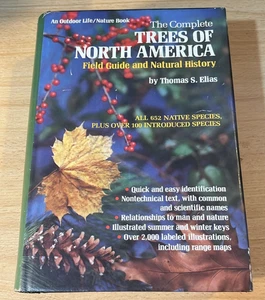 An Outdoor Life/Nature Book
The Complete
TREES OF
NORTH AMERICA
Field Guide and Natural History
by Thomas S. Elias
ALL 652 NATIVE SPECIES,
PLUS OVER 100 INTRODUCED SPECIES
• Quick and easy identification
• Nontechnical text, with common
and scientific names
• Relationships to man and nature
• Illustrated summer and winter keys
• Over 2,000 labeled illustrations,
including range maps